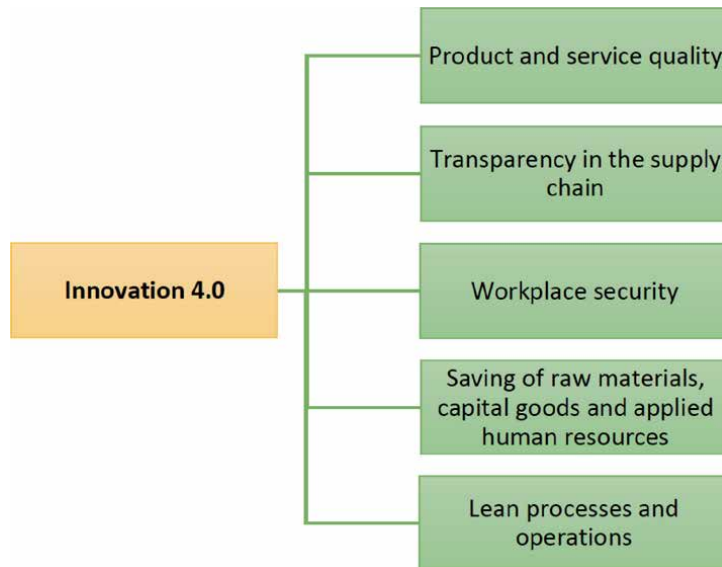 Product and service quality
Transparency in the supply
chain
Innovation 4.0
Workplace security
Saving of raw materials,
capital goods and applied
human resources
Lean processes and
operations